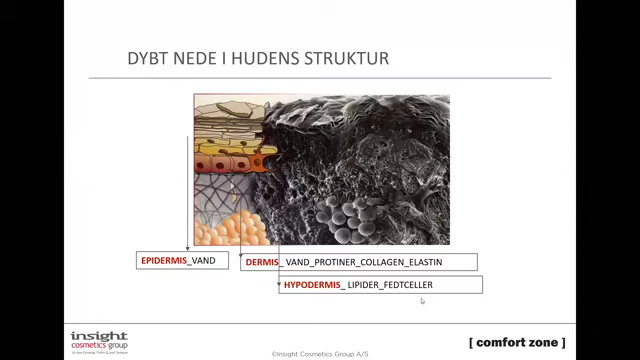 DYBT NEDE I HUDENS STRUKTUR
EPIDERMIS_VAND
DERMIS_ VAND_PROTINER_COLLAGEN_ELASTIN
HYPODERMIS_ LIPIDER_FEDTCELLER
insight
cosmetics group
[ comfort zone ]
©Insight Cosmetics Group A/S